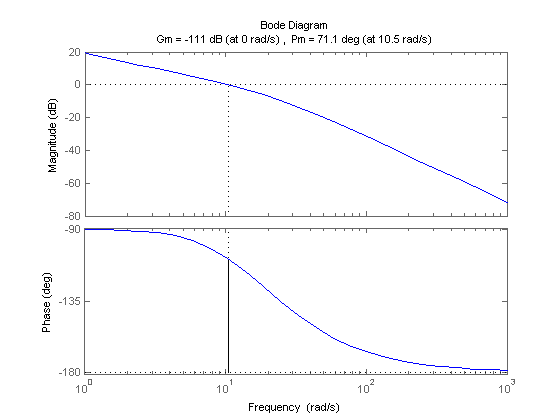 Bode Diagram
Gm = -111 dB (at 0 rad/s) , Pm = 71.1 deg (at 10.5 rad/s)
20
0
-20
-40
-60
-80
Magnitude (dB)
-90
-135
-180
Phase (deg)
10^0 10^1 10^2 10^3
Frequency (rad/s)